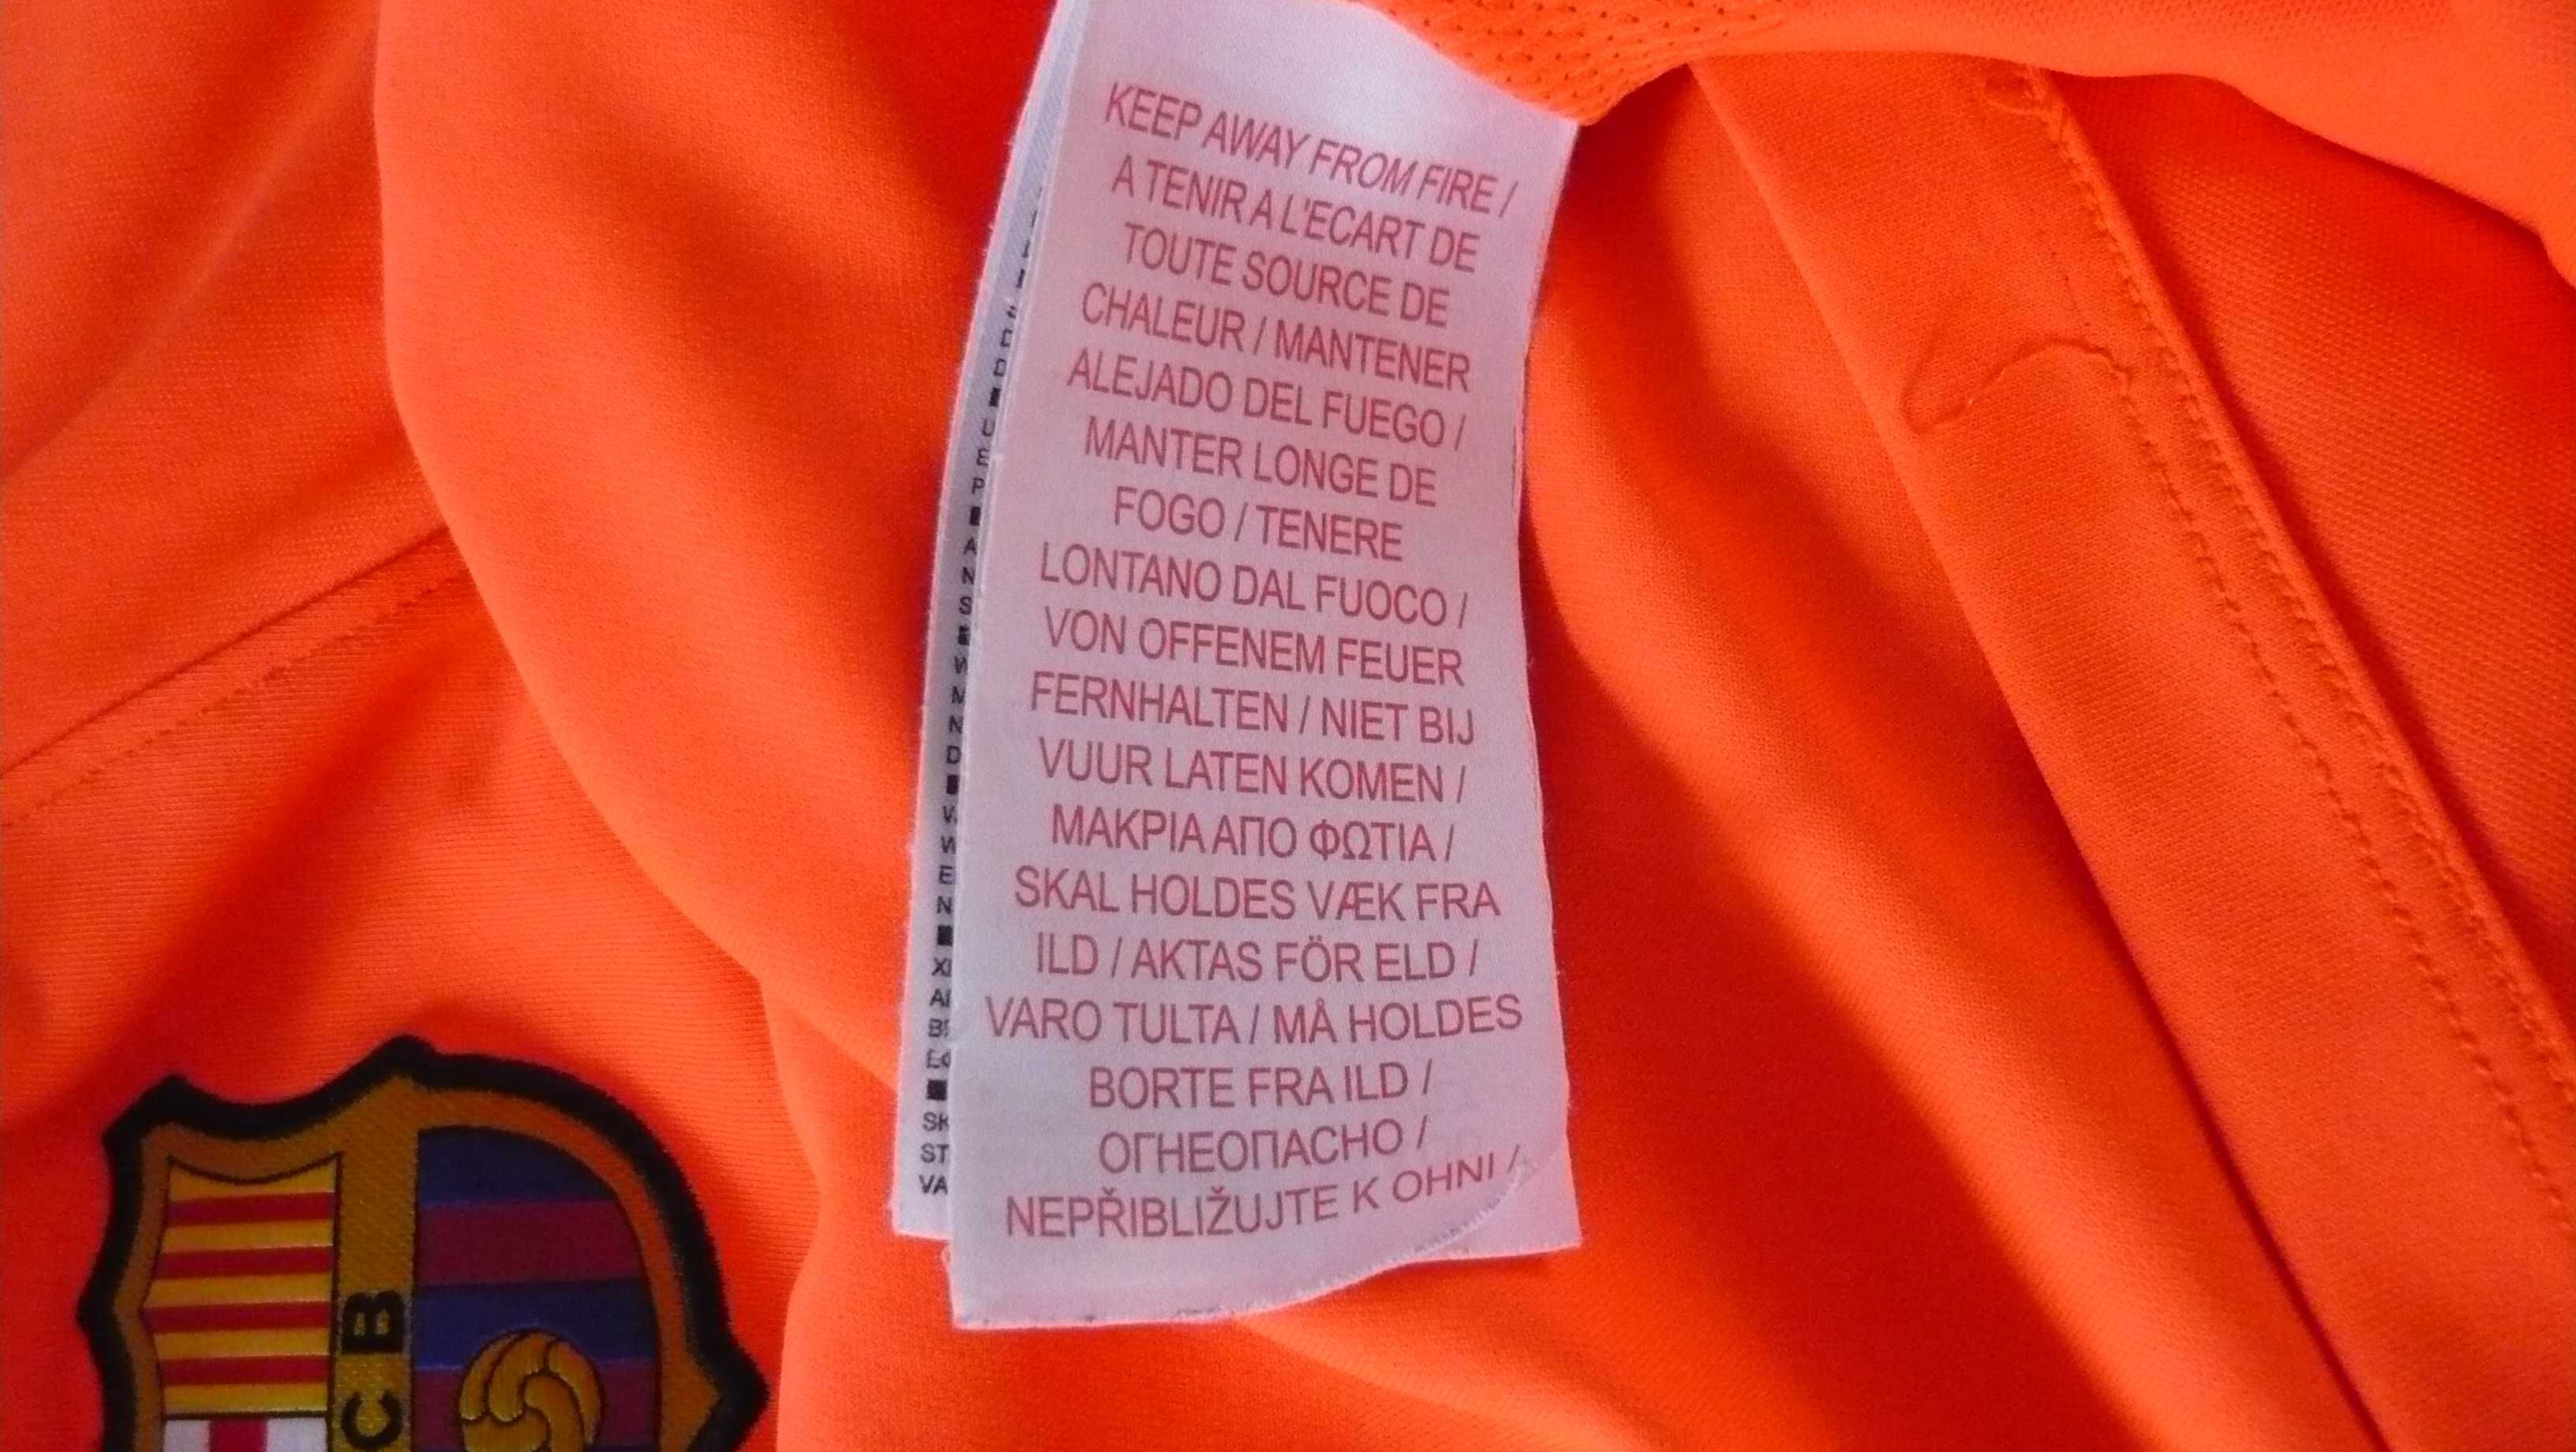 KEEP AWAY FROM FIRE /
A TENIR A L'ECART DE
TOUTE SOURCE DE
CHALEUR / MANTENER
ALEJADO DEL FUEGO /
MANTER LONGE DE
FOGO / TENERE
LONTANO DAL FUOCO /
VON OFFENEM FEUER
FERNHALTEN / NIET BIJ
VUUR LATEN KOMEN /
ΜΑΚΡΙΑ ΑΠΟ ΦΩΤΙΑ /
SKAL HOLDES VÆK FRA
ILD / AKTAS FÖR ELD /
VARO TULTA / MÅ HOLDES
BORTE FRA ILD /
ОГНЕОПАСНО /
NEPŘIBLIŽUJTE K OHNI /
CB